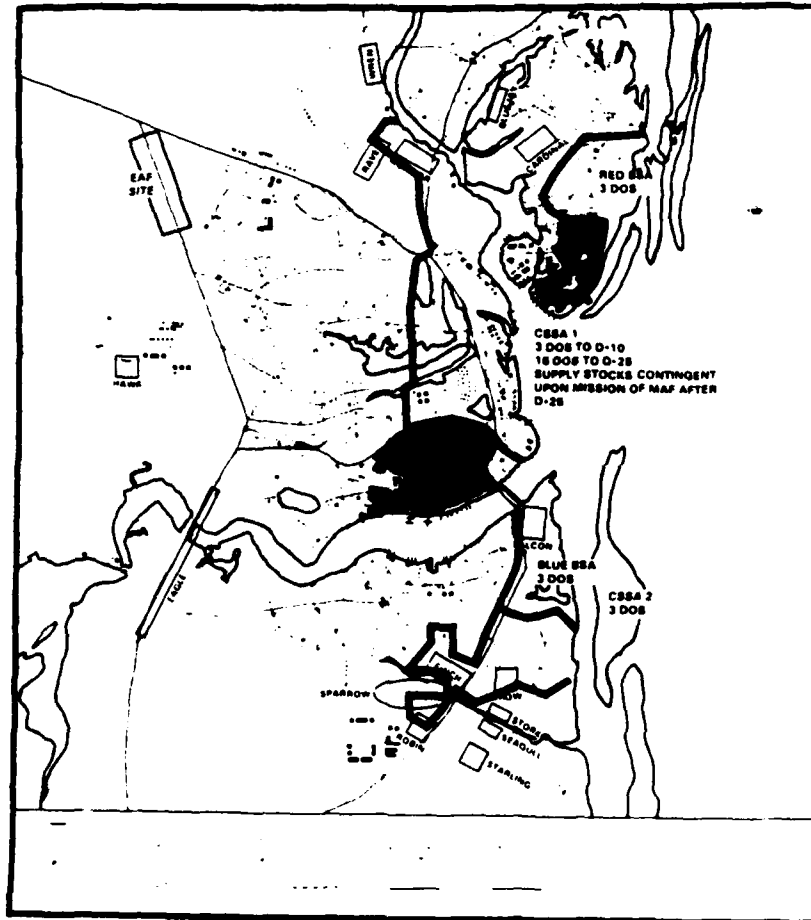 EAF
SITE
CARDINAL
RED BSA
3 DOS
HAWK
CSSA 1
3 DOS TO D-10
15 DOS TO D-25
SUPPLY STOCKS CONTINGENT
UPON MISSION OF MAF AFTER
D-25
EAGLE
BLUE BSA
3 DOS
CSSA 2
3 DOS
SPARROW
FINCH
STORK
SEAGULL
ROBIN
STARLING